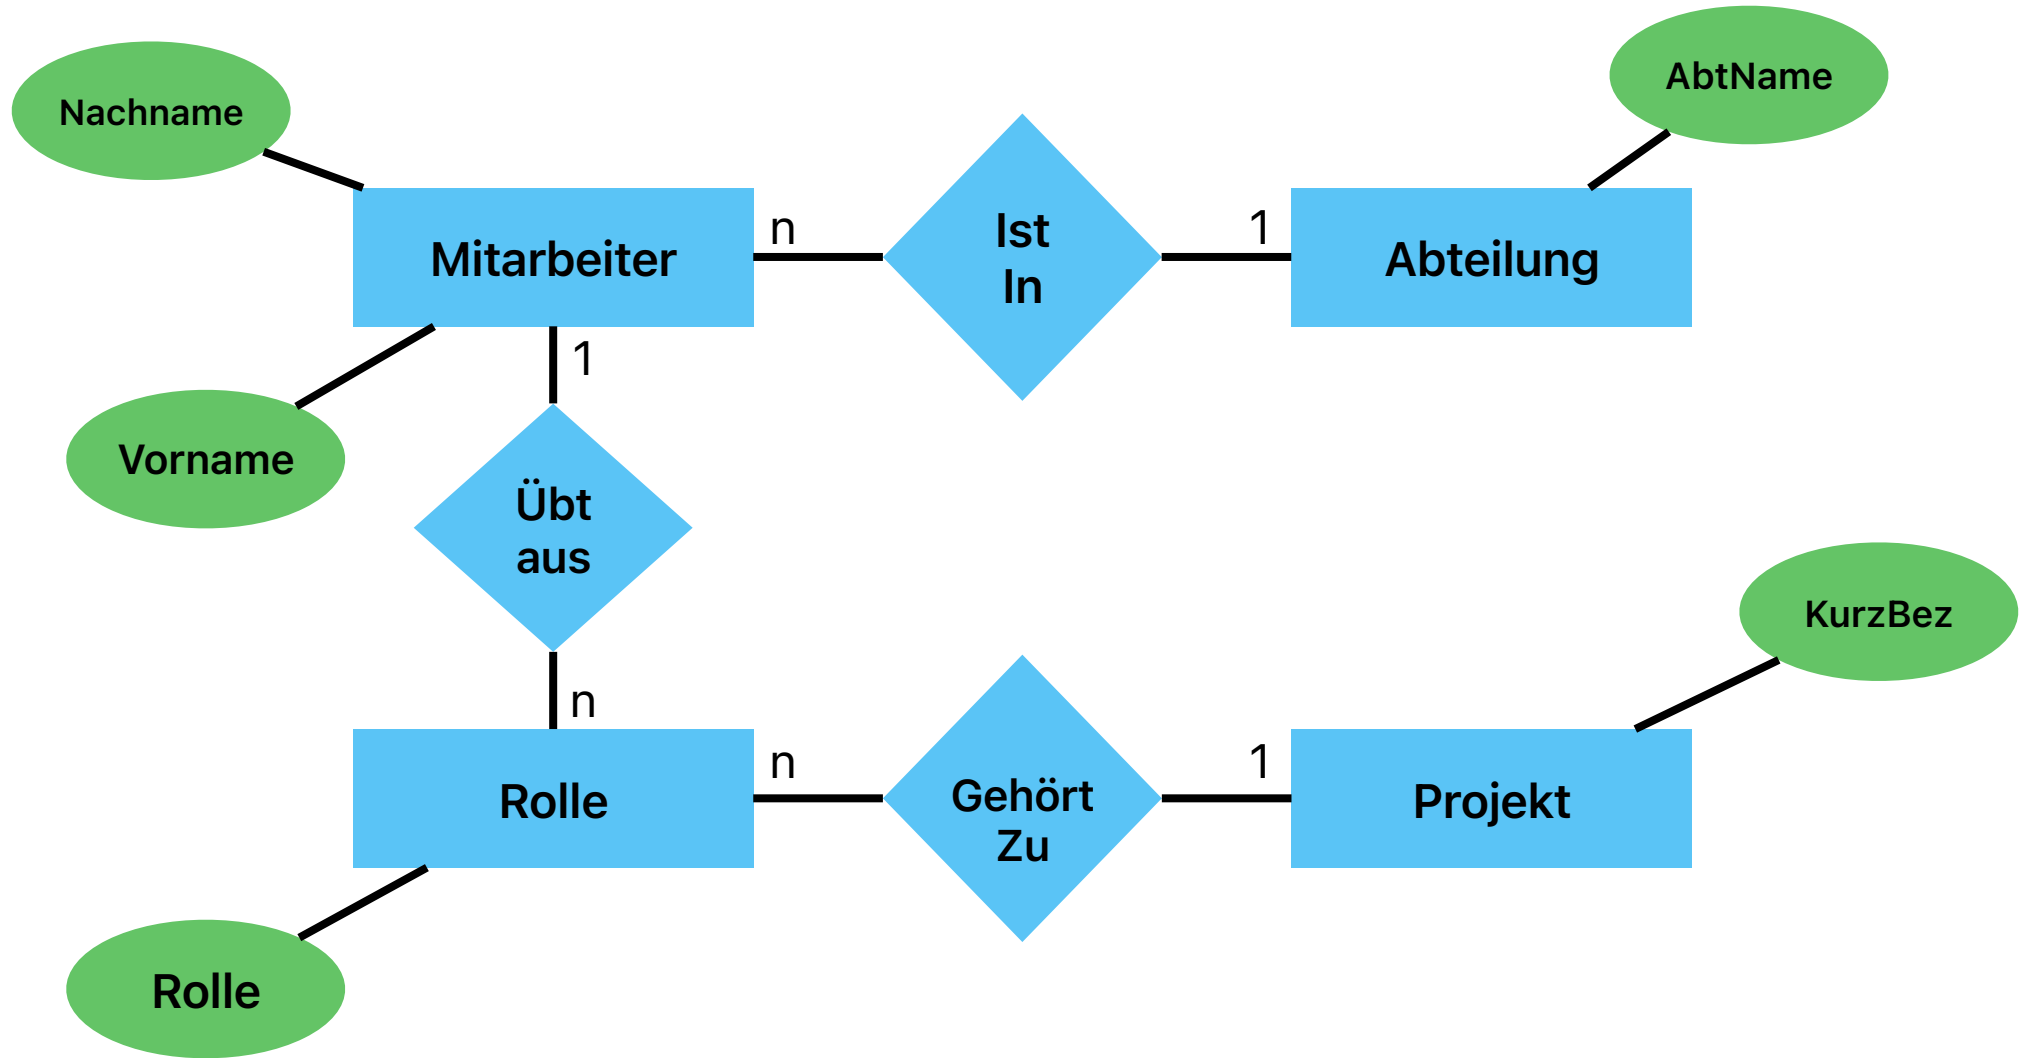 AbtName
Nachname
n
Ist
In
1
Mitarbeiter
Abteilung
1
Vorname
Übt
aus
KurzBez
n
n
1
Rolle
Gehört
Zu
Projekt
Rolle